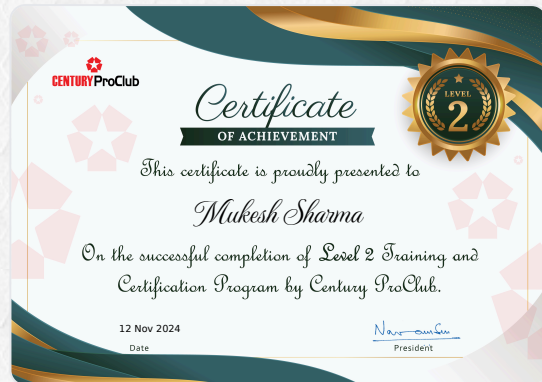 CENTURY ProClub
Certificate
OF ACHIEVEMENT
LEVEL
2
This certificate is proudly presented to
Mukesh Sharma
On the successful completion of Level 2 Training and
Certification Program by Century ProClub.
12 Nov 2024
Date
President